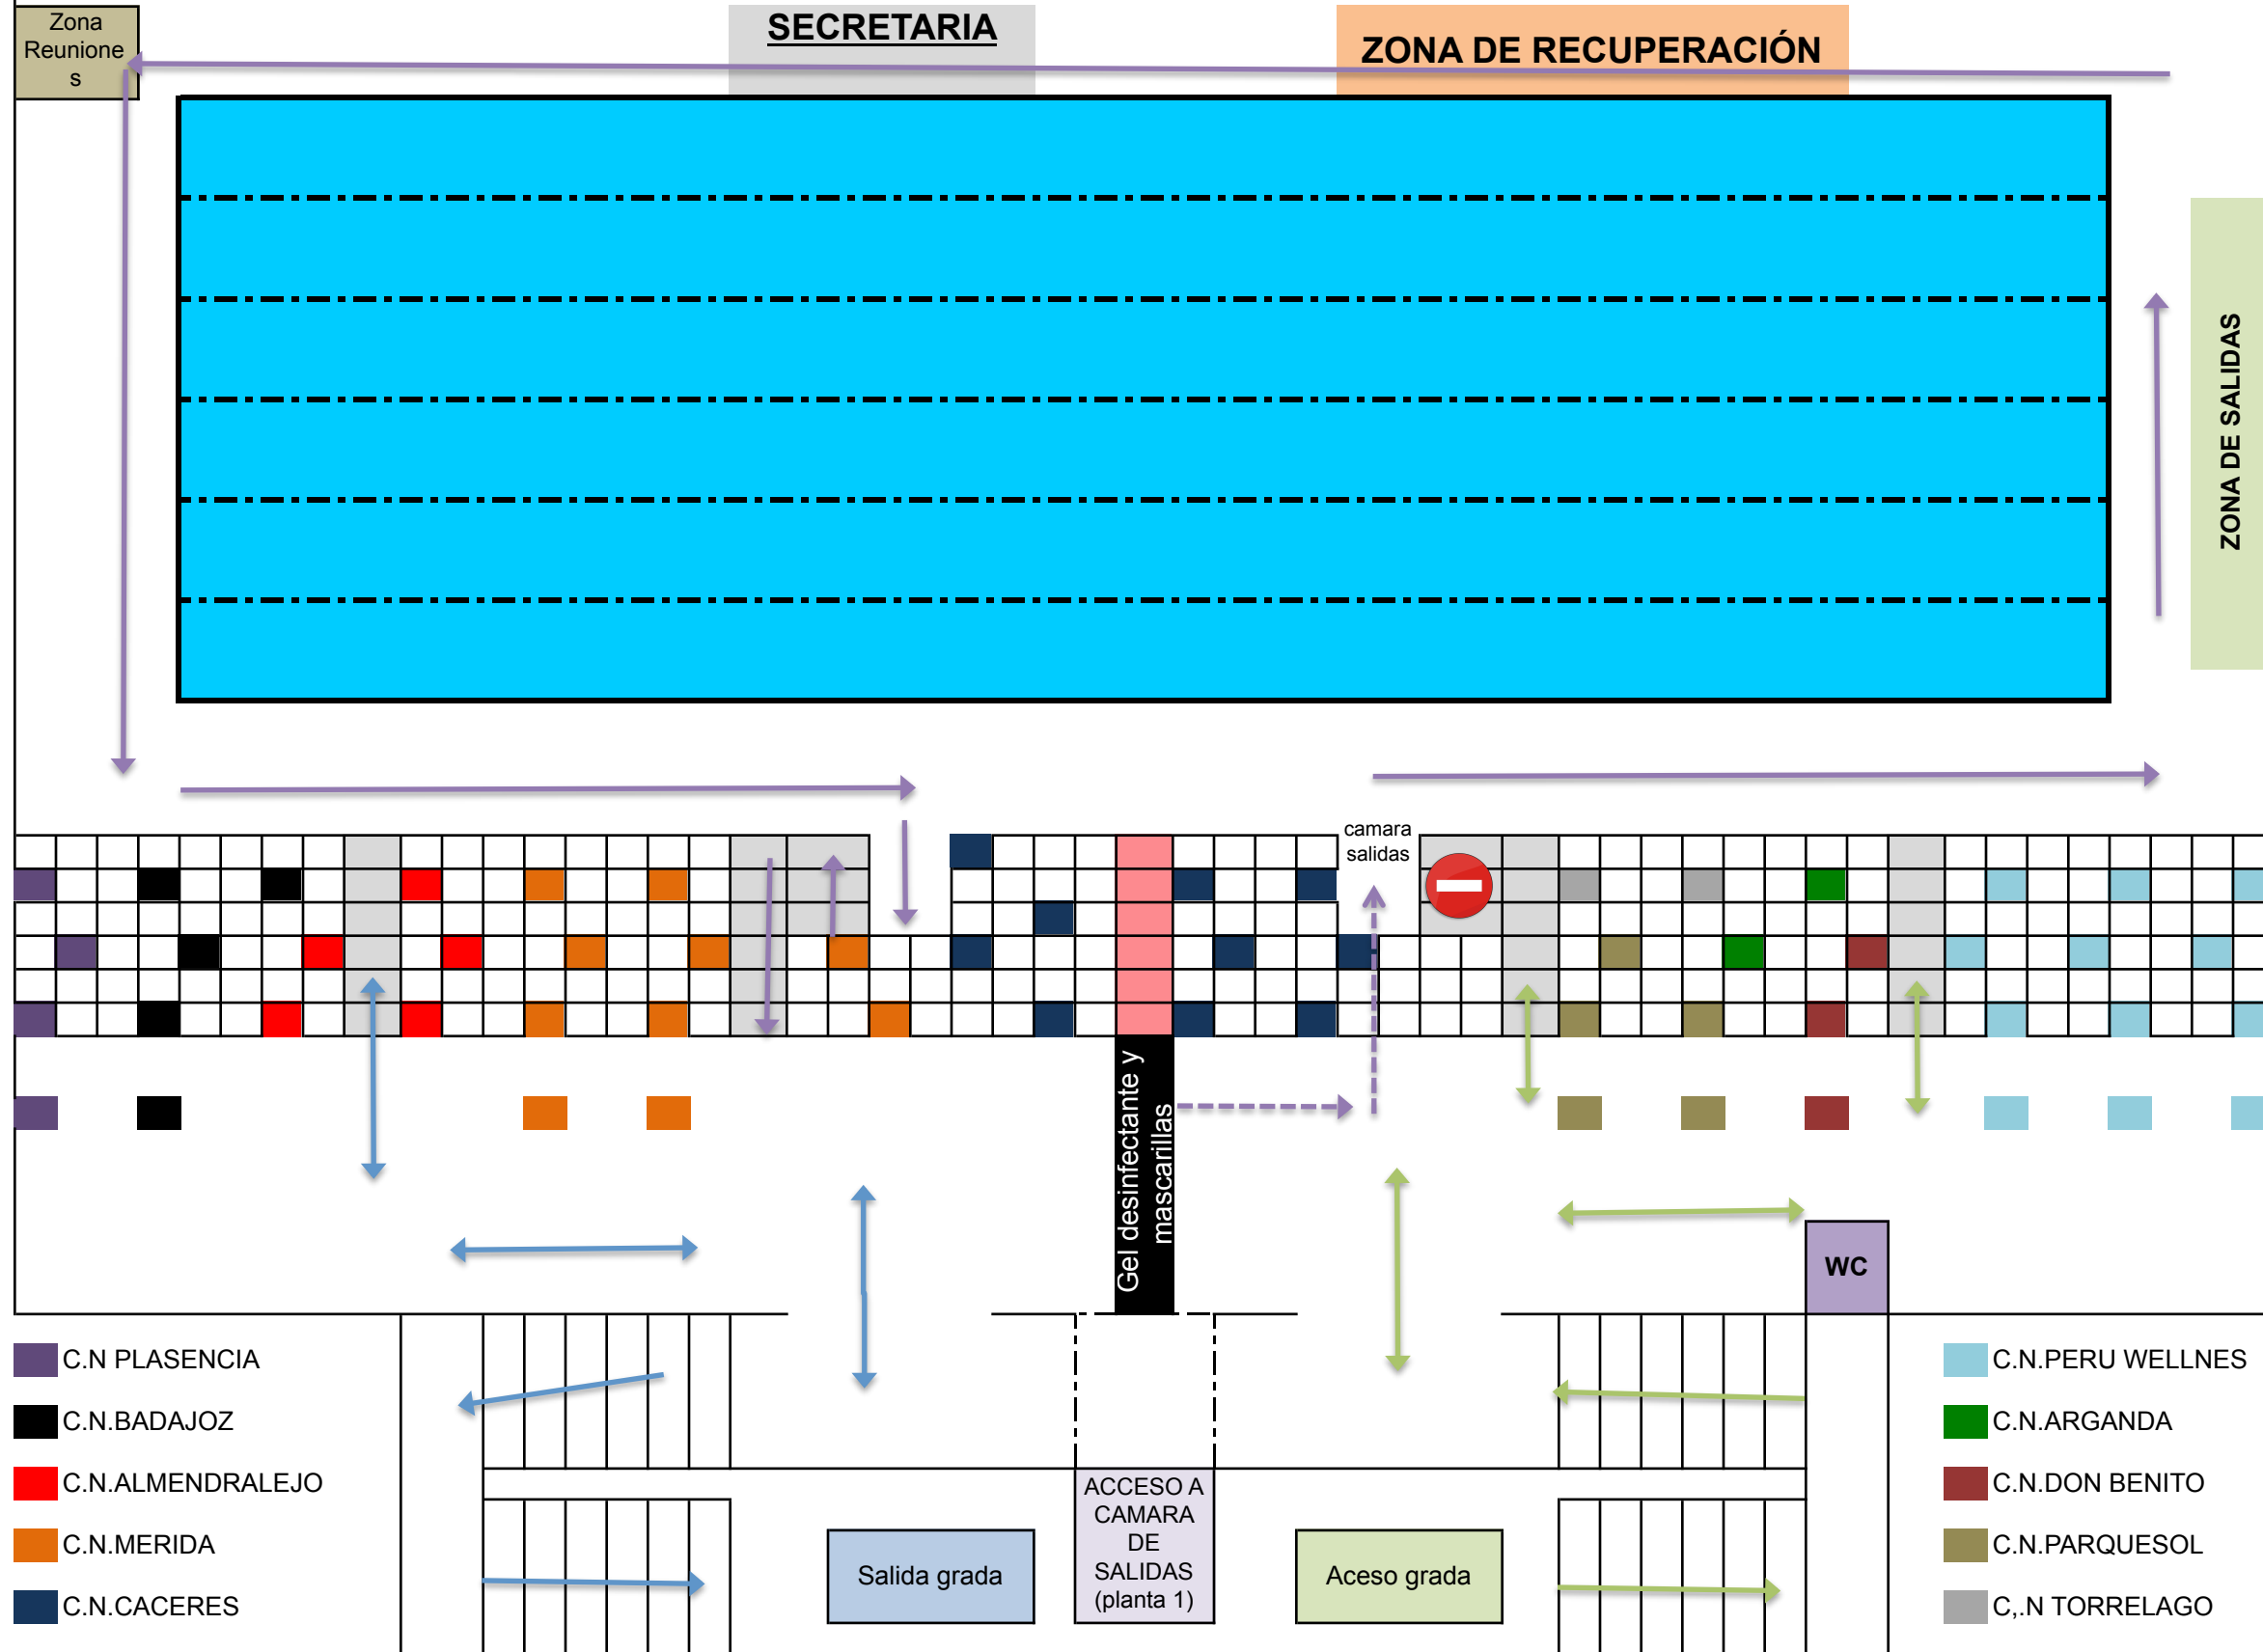 Zona
Reunione
s
SECRETARIA
ZONA DE RECUPERACIÓN
ZONA DE SALIDAS
camara
salidas
Gel desinfectante y
mascarillas
WC
C.N PLASENCIA
C.N.BADAJOZ
C.N.ALMENDRALEJO
C.N.MERIDA
C.N.CACERES
Salida grada
ACCESO A
CAMARA
DE
SALIDAS
(planta 1)
Aceso grada
C.N.PERU WELLNES
C.N.ARGANDA
C.N.DON BENITO
C.N.PARQUESOL
C,.N TORRELAGO